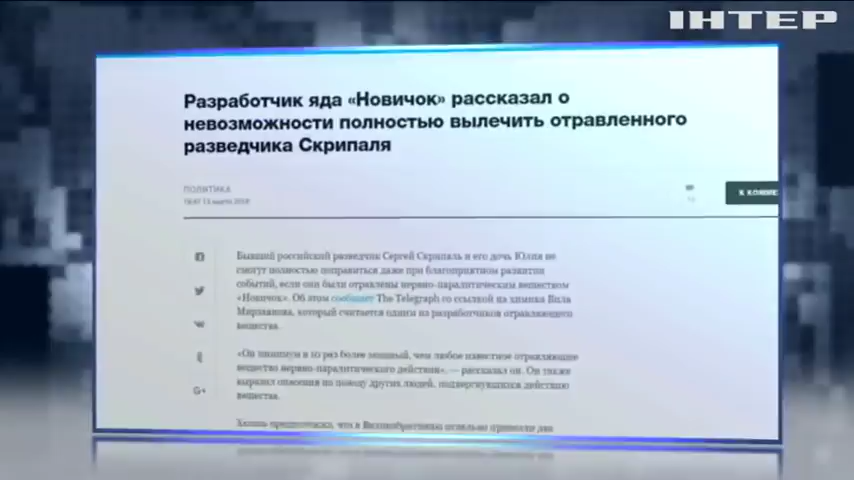 ІНТЕР
Разработчик яда «Новичок» рассказал о
невозможности полностью вылечить отравленного
разведчика Скрипаля
ПОЛИТИКА
К КОММЕ
Бывший российский разведчик Сергей Скрипаль и его дочь Юлия не
смогут полностью поправиться даже при благоприятном развитии
событий, если они были отравлены нервно-паралитическим веществом
«Новичок». Об этом сообщает The Telegraph со ссылкой на химика Вила
Мирзаянова, который считается одним из разработчиков отравляющего
вещества.
«Он минимум в 10 раз более мощный, чем любое известное отравляющее
вещество нервно-паралитического действия», — рассказал он. Он также
выразил опасения по поводу других людей, подвергнувшихся действию
вещества.